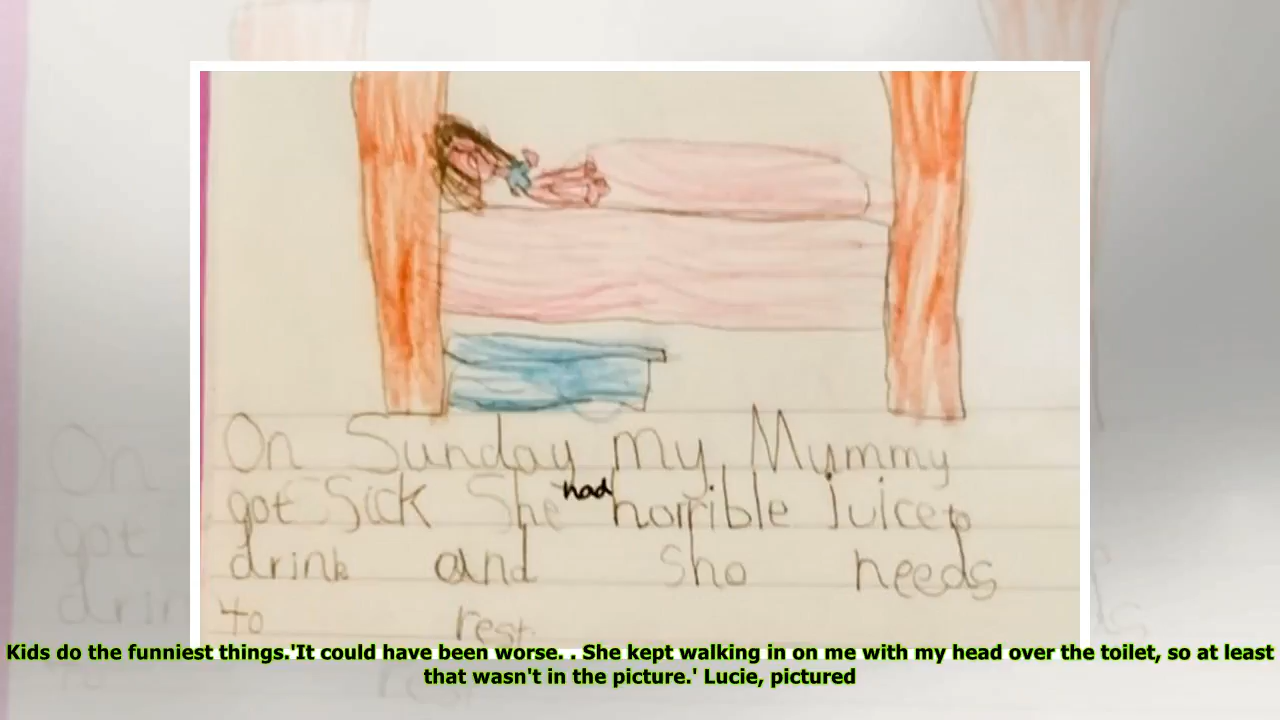 On Sunday my Mummy
got Sick She had horrible juice
drink and sho needs
to rest
Kids do the funniest things.'It could have been worse. . She kept walking in on me with my head over the toilet, so at least
that wasn't in the picture.' Lucie, pictured